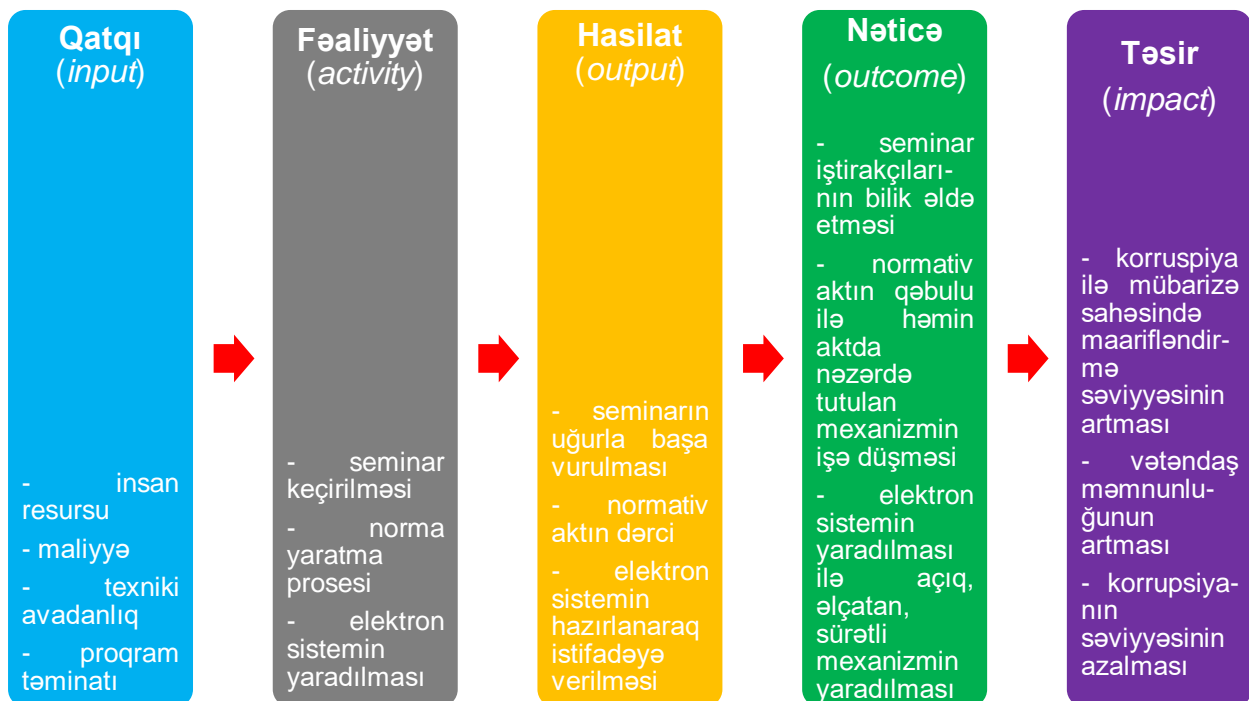 Qatqı
(input)
- insan
resursu
- maliyyə
- texniki
avadanlıq
- proqram
təminatı
Fəaliyyət
(activity)
- seminar
keçirilməsi
- norma
yaratma
prosesi
- elektron
sistemin
yaradılması
Hasilat
(output)
- seminarın
uğurla başa
vurulması
- normativ
aktın dərci
- elektron
sistemin
hazırlanaraq
istifadəyə
verilməsi
Nəticə
(outcome)
- seminar
iştirakçıları-
nın bilik əldə
etməsi
- normativ
aktın qəbulu
ilə həmin
aktda
nəzərdə
tutulan
mexanizmin
işə düşməsi
- elektron
sistemin
yaradılması
ilə açıq,
əlçatan,
sürətli
mexanizmin
yaradılması
Təsir
(impact)
- korruspiya
ilə mübarizə
sahəsində
maarifləndir-
mə
səviyyəsinin
artması
- vətəndaş
məmnunlu-
ğunun
artması
- korrupsiya-
nın
səviyyəsinin
azalması